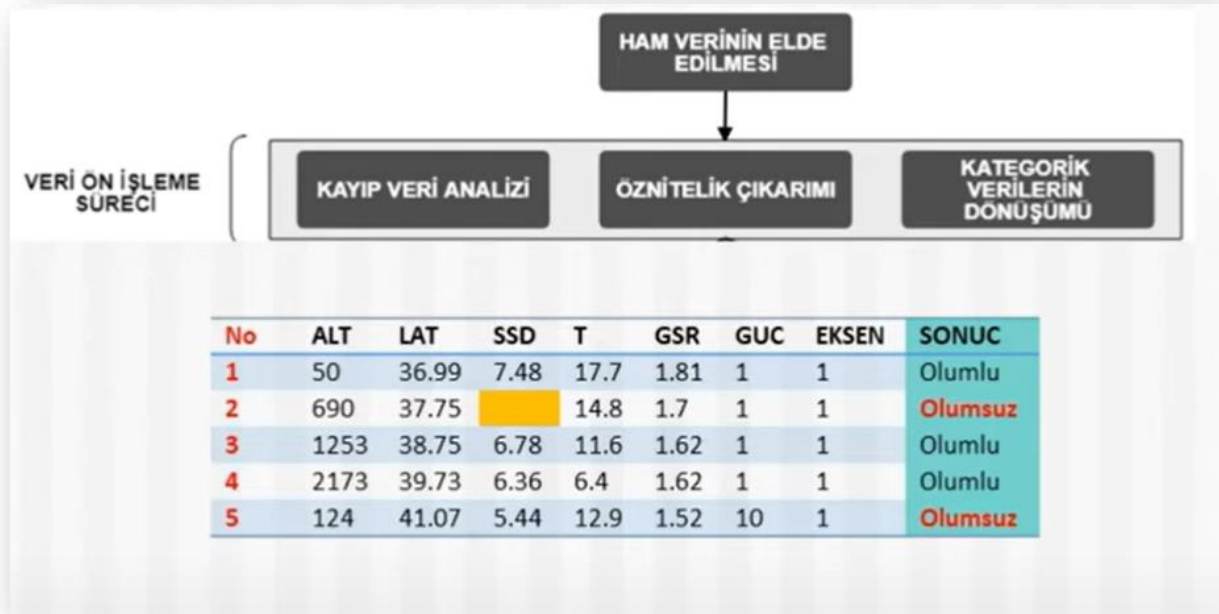 HAM VERİNİN ELDE
EDİLMESİ
VERİ ÖN İŞLEME
SÜRECİ
KAYIP VERİ ANALİZİ
ÖZNİTELİK ÇIKARIMI
KATEGORİK
VERİLERİN
DÖNÜŞÜMÜ
No ALT LAT SSD T GSR GUC EKSEN SONUC
1 50 36.99 7.48 17.7 1.81 1 1 Olumlu
2 690 37.75 14.8 1.7 1 1 Olumsuz
3 1253 38.75 6.78 11.6 1.62 1 1 Olumlu
4 2173 39.73 6.36 6.4 1.62 1 1 Olumlu
5 124 41.07 5.44 12.9 1.52 10 1 Olumsuz